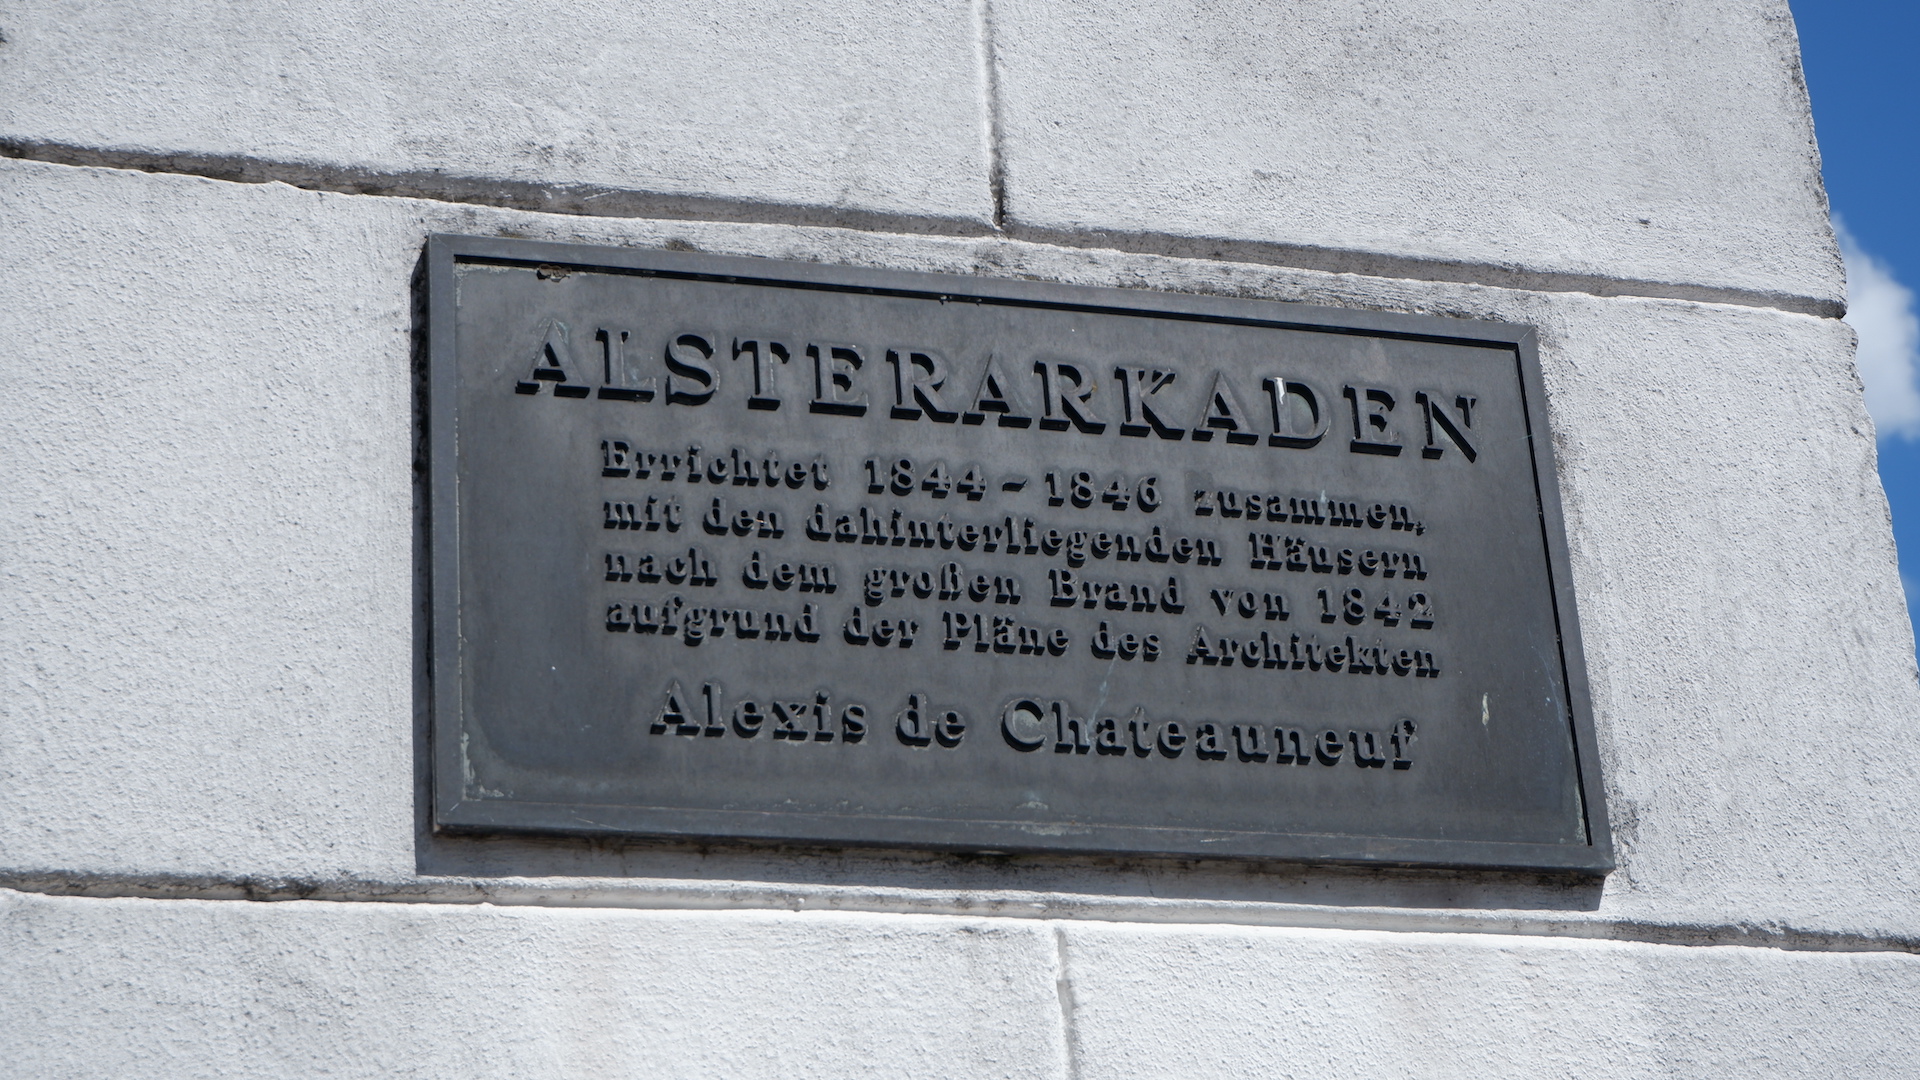 ALSTERARKADEN
Errichtet 1844 - 1846 zusammen,
mit den dahinterliegenden Häusern
nach dem großen Brand von 1842
aufgrund der Pläne des Architekten
Alexis de Chateauneuf